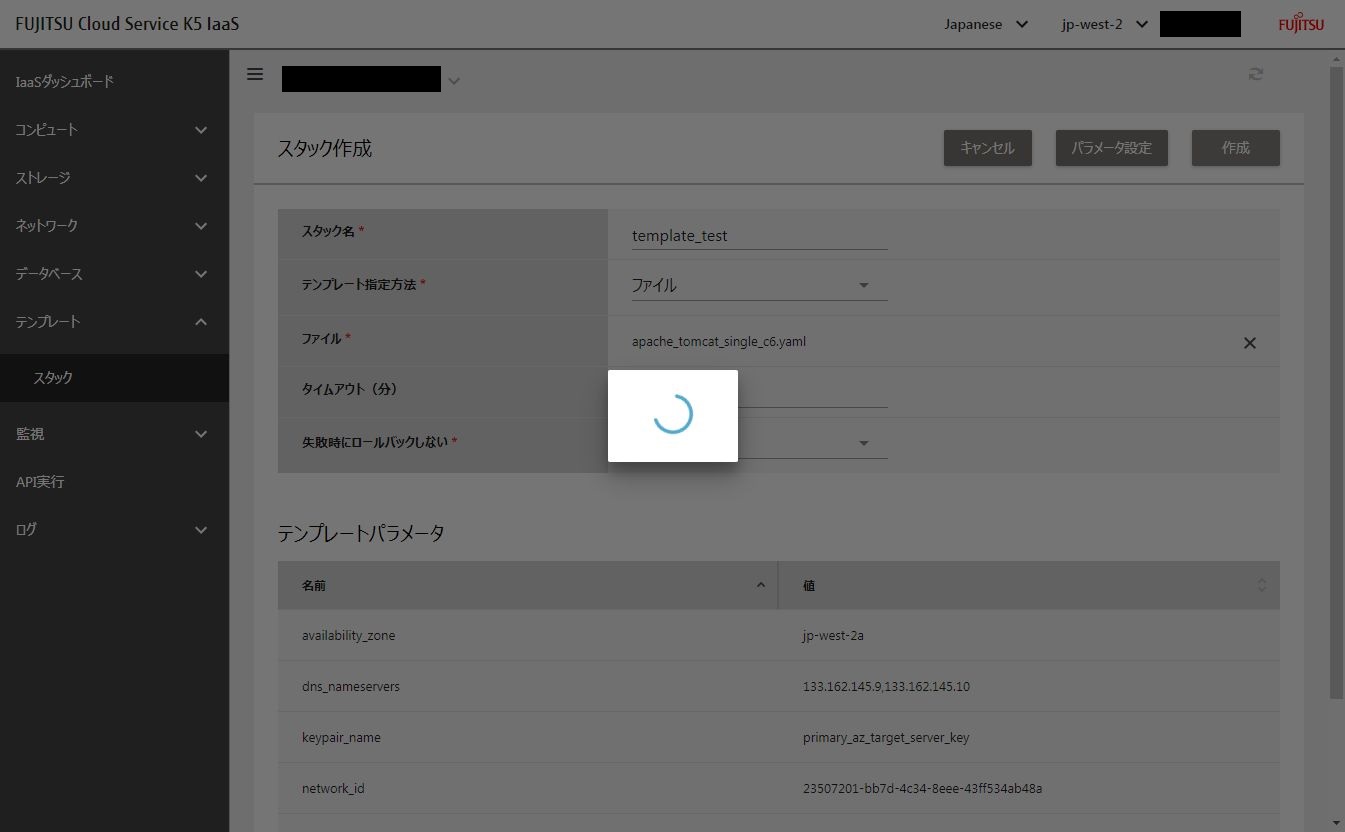 FUJITSU Cloud Service K5 IaaS
Japanese
jp-west-2
FUJITSU
IaaSダッシュボード
コンピュート
ストレージ
ネットワーク
データベース
テンプレート
スタック
監視
API実行
ログ
スタック作成
キャンセル
パラメータ設定
作成
スタック名 *
template_test
テンプレート指定方法 *
ファイル
ファイル *
apache_tomcat_single_c6.yaml
タイムアウト（分）
失敗時にロールバックしない *
テンプレートパラメータ
名前
値
availability_zone
jp-west-2a
dns_nameservers
133.162.145.9,133.162.145.10
keypair_name
primary_az_target_server_key
network_id
23507201-bb7d-4c34-8eee-43ff534ab48a